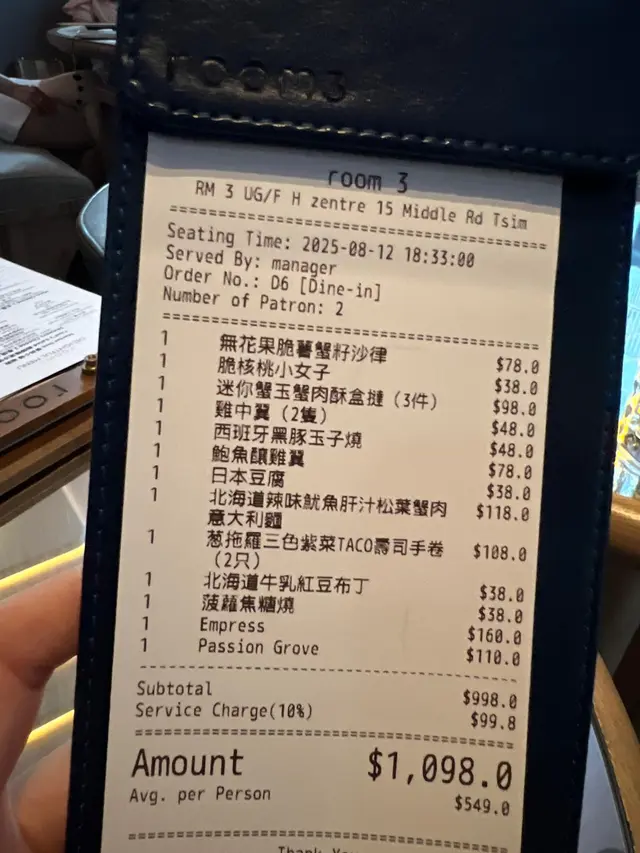 room3
room 3
RM 3 UG/F H zentre 15 Middle Rd Tsim
Seating Time: 2025-08-12 18:33:00
Served By: manager
Order No.: D6 [Dine-in]
Number of Patron: 2
1 無花果脆薯蟹籽沙律 $78.0
1 脆核桃小女子 $38.0
1 迷你蟹玉蟹肉酥盒撻 (3件) $98.0
1 雞中翼 (2隻) $48.0
1 西班牙黑豚玉子燒 $48.0
1 鮑魚釀雞翼 $78.0
1 日本豆腐 $38.0
1 北海道辣味魷魚肝汁松葉蟹肉 $118.0
意大利麵
1 葱拖羅三色紫菜TACO壽司手卷 $108.0
(2只)
1 北海道牛乳紅豆布丁 $38.0
1 菠蘿焦糖燒 $38.0
1 Empress $160.0
1 Passion Grove $110.0
Subtotal $998.0
Service Charge(10%) $99.8
Amount $1,098.0
Avg. per Person $549.0
Thank You